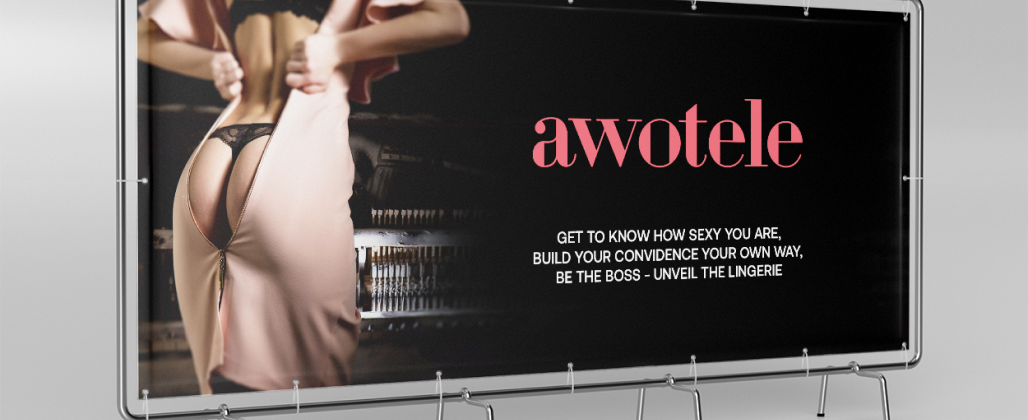 awotele
GET TO KNOW HOW SEXY YOU ARE,
BUILD YOUR CONVIDENCE YOUR OWN WAY,
BE THE BOSS - UNVEIL THE LINGERIE